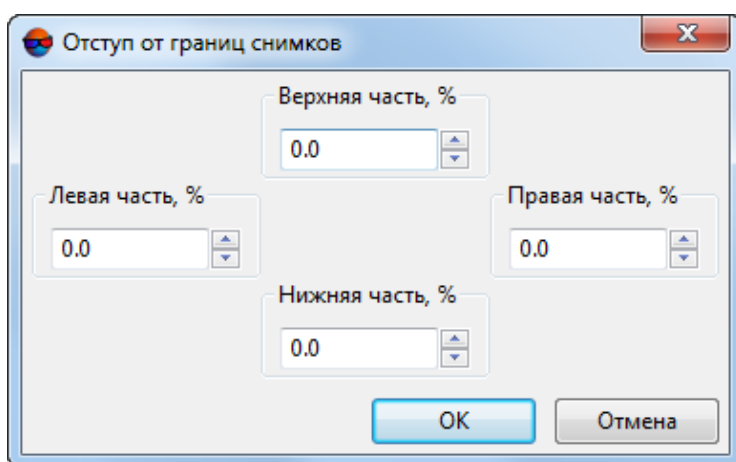 Отступ от границ снимков
Верхняя часть, %
0.0
Левая часть, %
0.0
Правая часть, %
0.0
Нижняя часть, %
0.0
OK
Отмена